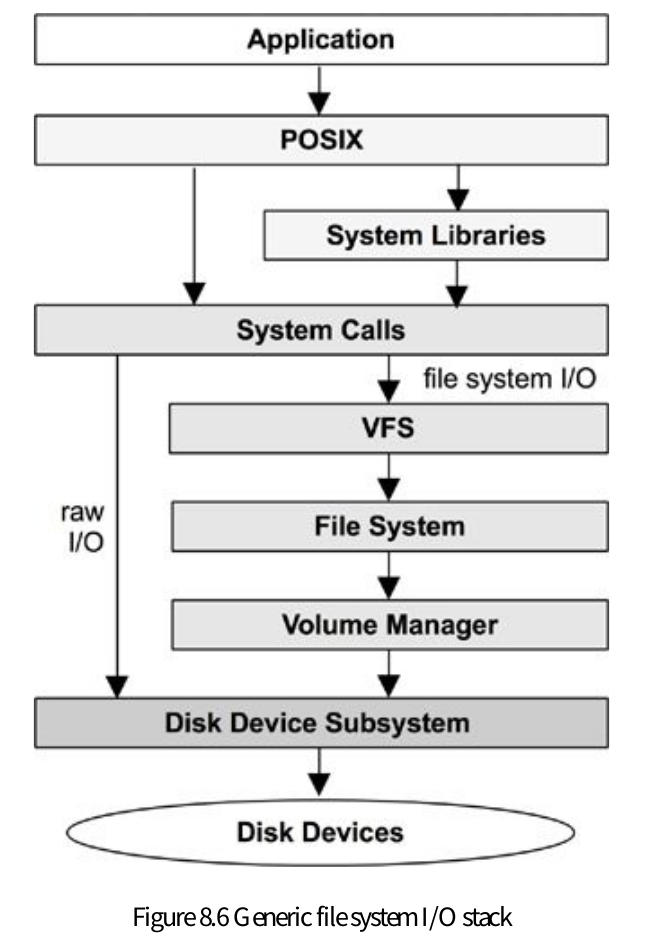 Application
POSIX
System Libraries
System Calls
file system I/O
VFS
File System
raw
I/O
Volume Manager
Disk Device Subsystem
Disk Devices
Figure 8.6 Generic file system I/O stack